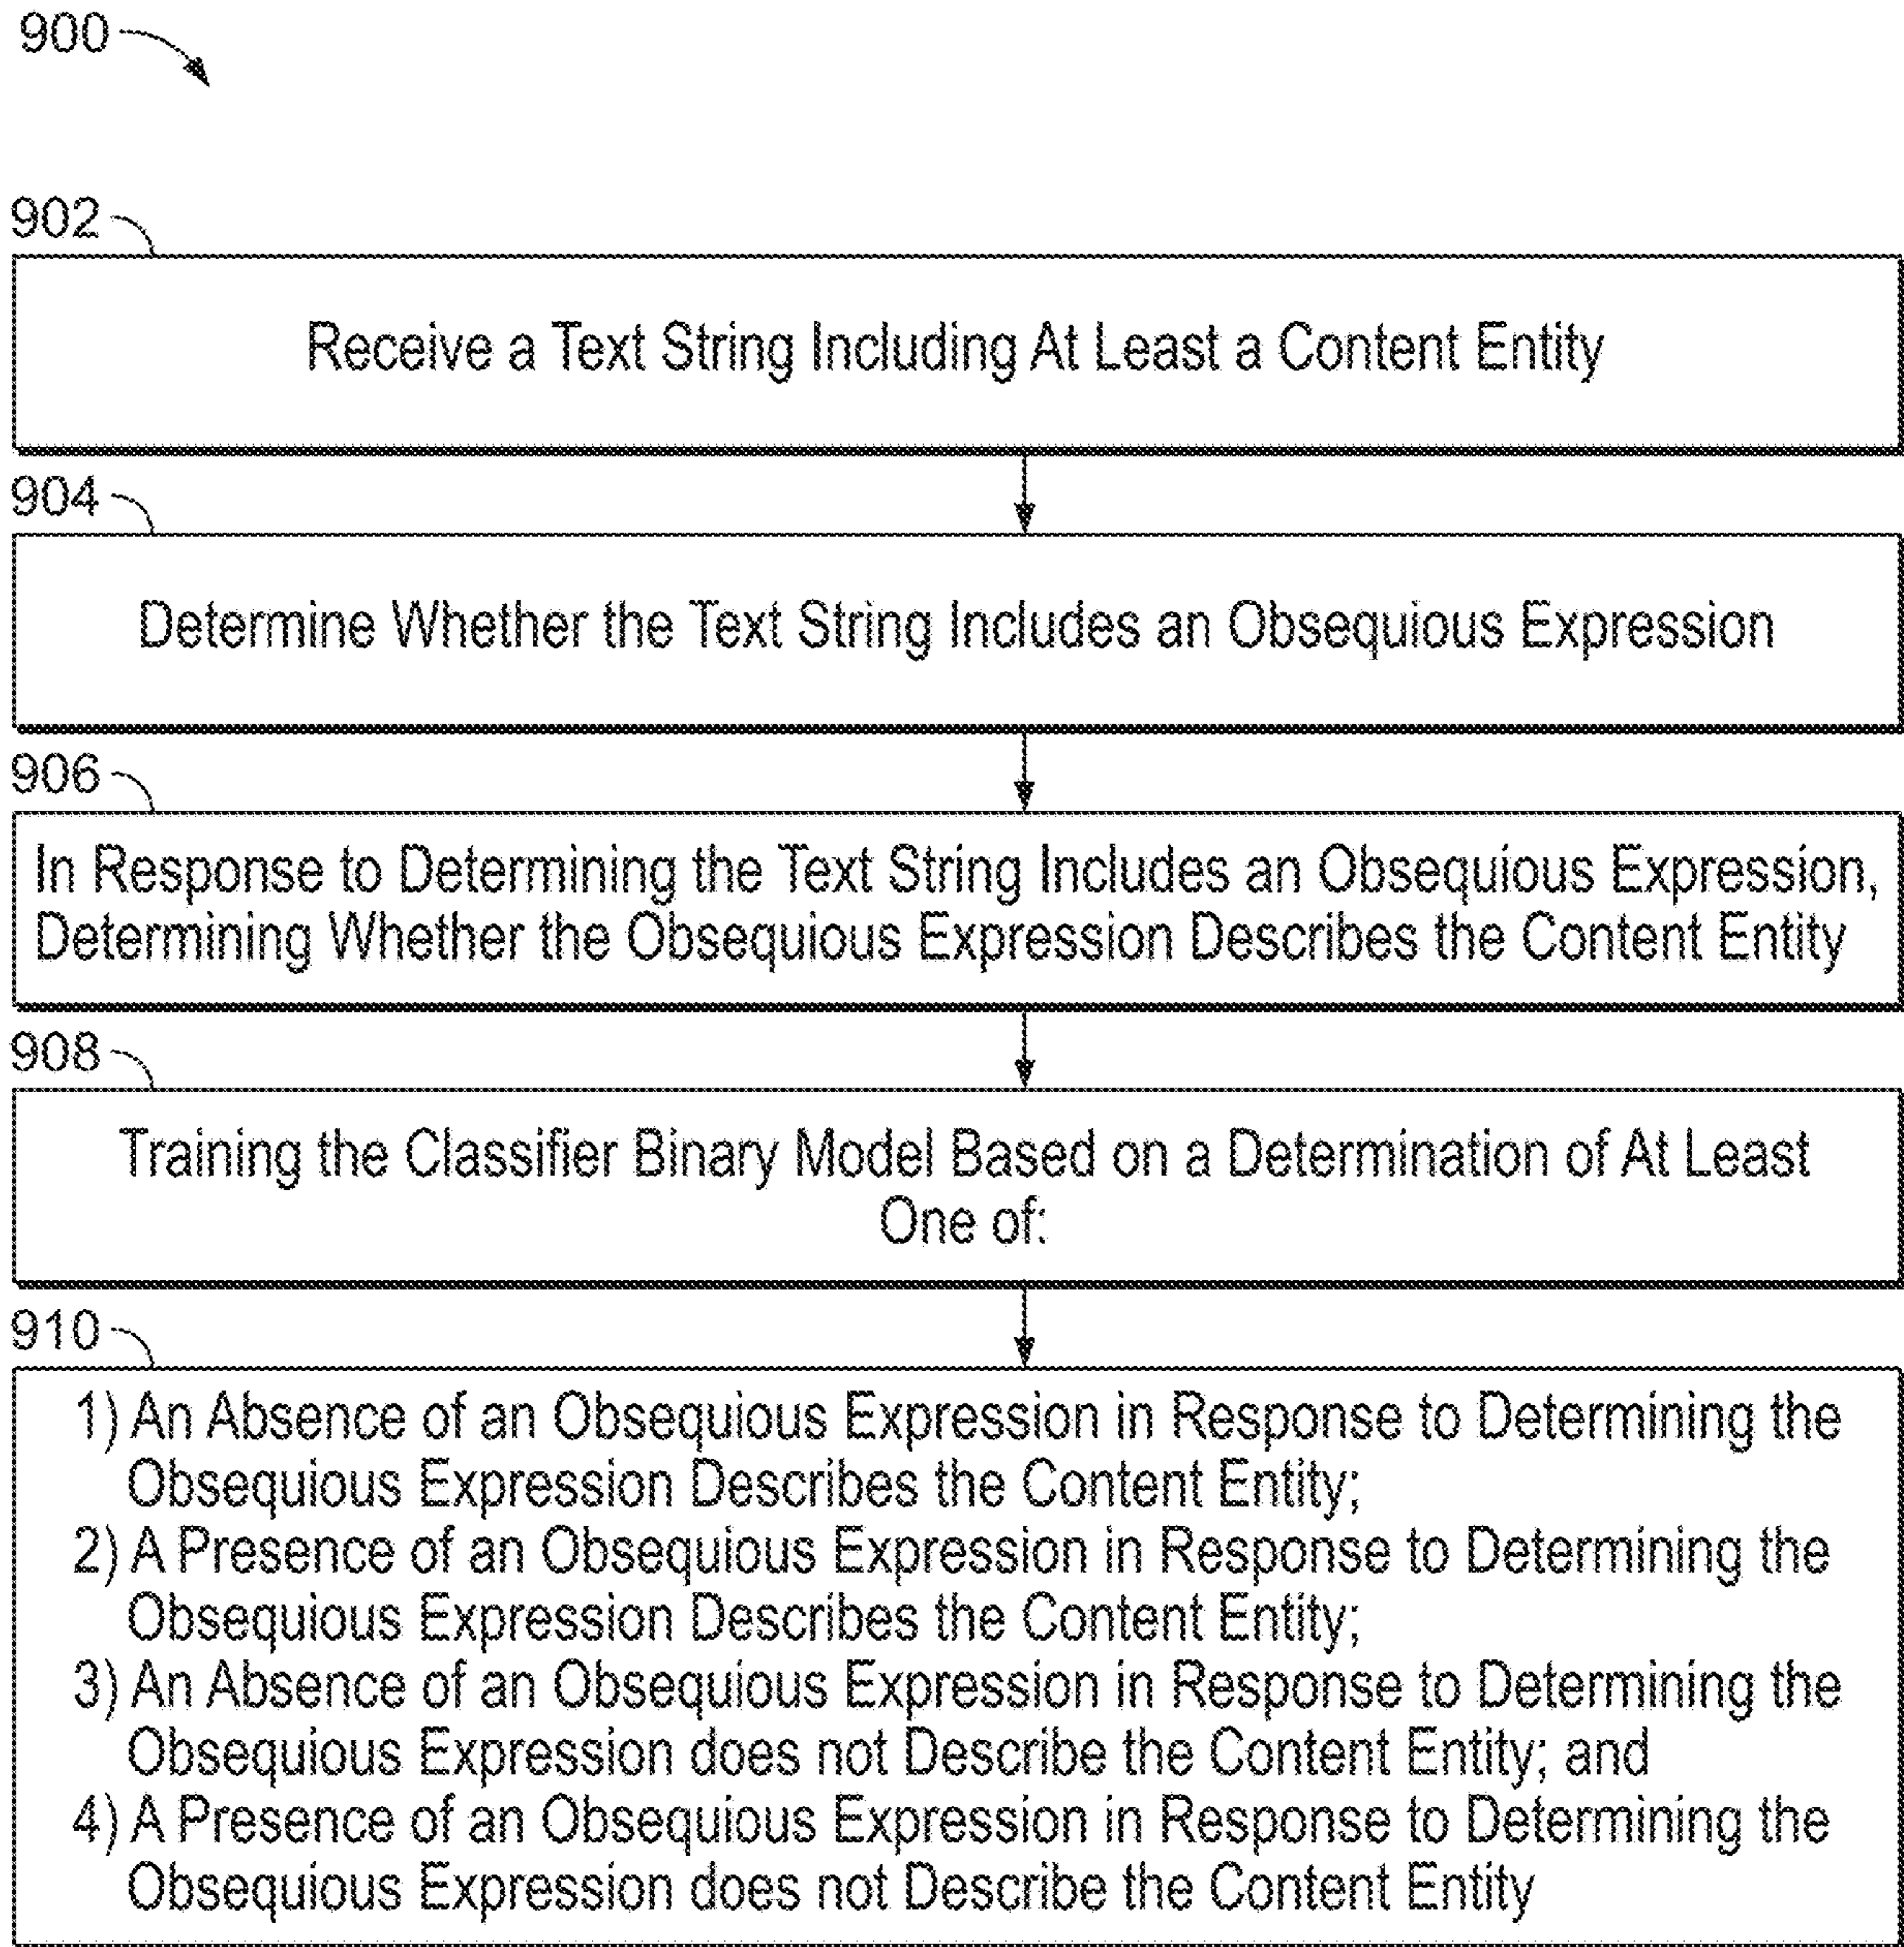 900
902
Receive a Text String Including At Least a Content Entity
904
Determine Whether the Text String Includes an Obsequious Expression
906
In Response to Determining the Text String Includes an Obsequious Expression,
Determining Whether the Obsequious Expression Describes the Content Entity
908
Training the Classifier Binary Model Based on a Determination of At Least
One of:
910
1) An Absence of an Obsequious Expression in Response to Determining the
Obsequious Expression Describes the Content Entity;
2) A Presence of an Obsequious Expression in Response to Determining the
Obsequious Expression Describes the Content Entity;
3) An Absence of an Obsequious Expression in Response to Determining the
Obsequious Expression does not Describe the Content Entity; and
4) A Presence of an Obsequious Expression in Response to Determining the
Obsequious Expression does not Describe the Content Entity